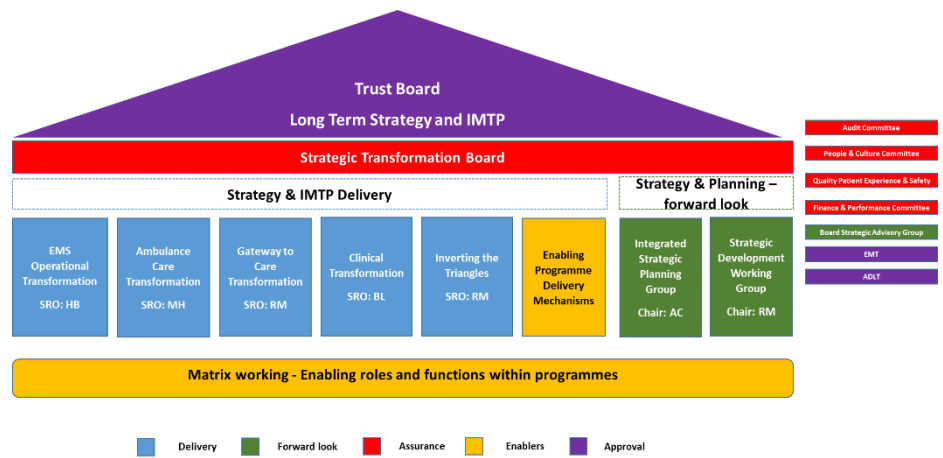 Trust Board
Long Term Strategy and IMTP
Strategic Transformation Board
Strategy & IMTP Delivery
Strategy & Planning –
forward look
EMS
Operational
Transformation
SRO: HB
Ambulance
Care
Transformation
SRO: MH
Gateway to
Care
Transformation
SRO: RM
Clinical
Transformation
SRO: BL
Inverting the
Triangles
SRO: RM
Enabling
Programme
Delivery
Mechanisms
Integrated
Strategic
Planning
Group
Chair: AC
Strategic
Development
Working
Group
Chair: RM
Matrix working - Enabling roles and functions within programmes
Audit Committee
People & Culture Committee
Quality Patient Experience & Safety
Finance & Performance Committee
Board Strategic Advisory Group
EMT
ADLT
Delivery
Forward look
Assurance
Enablers
Approval